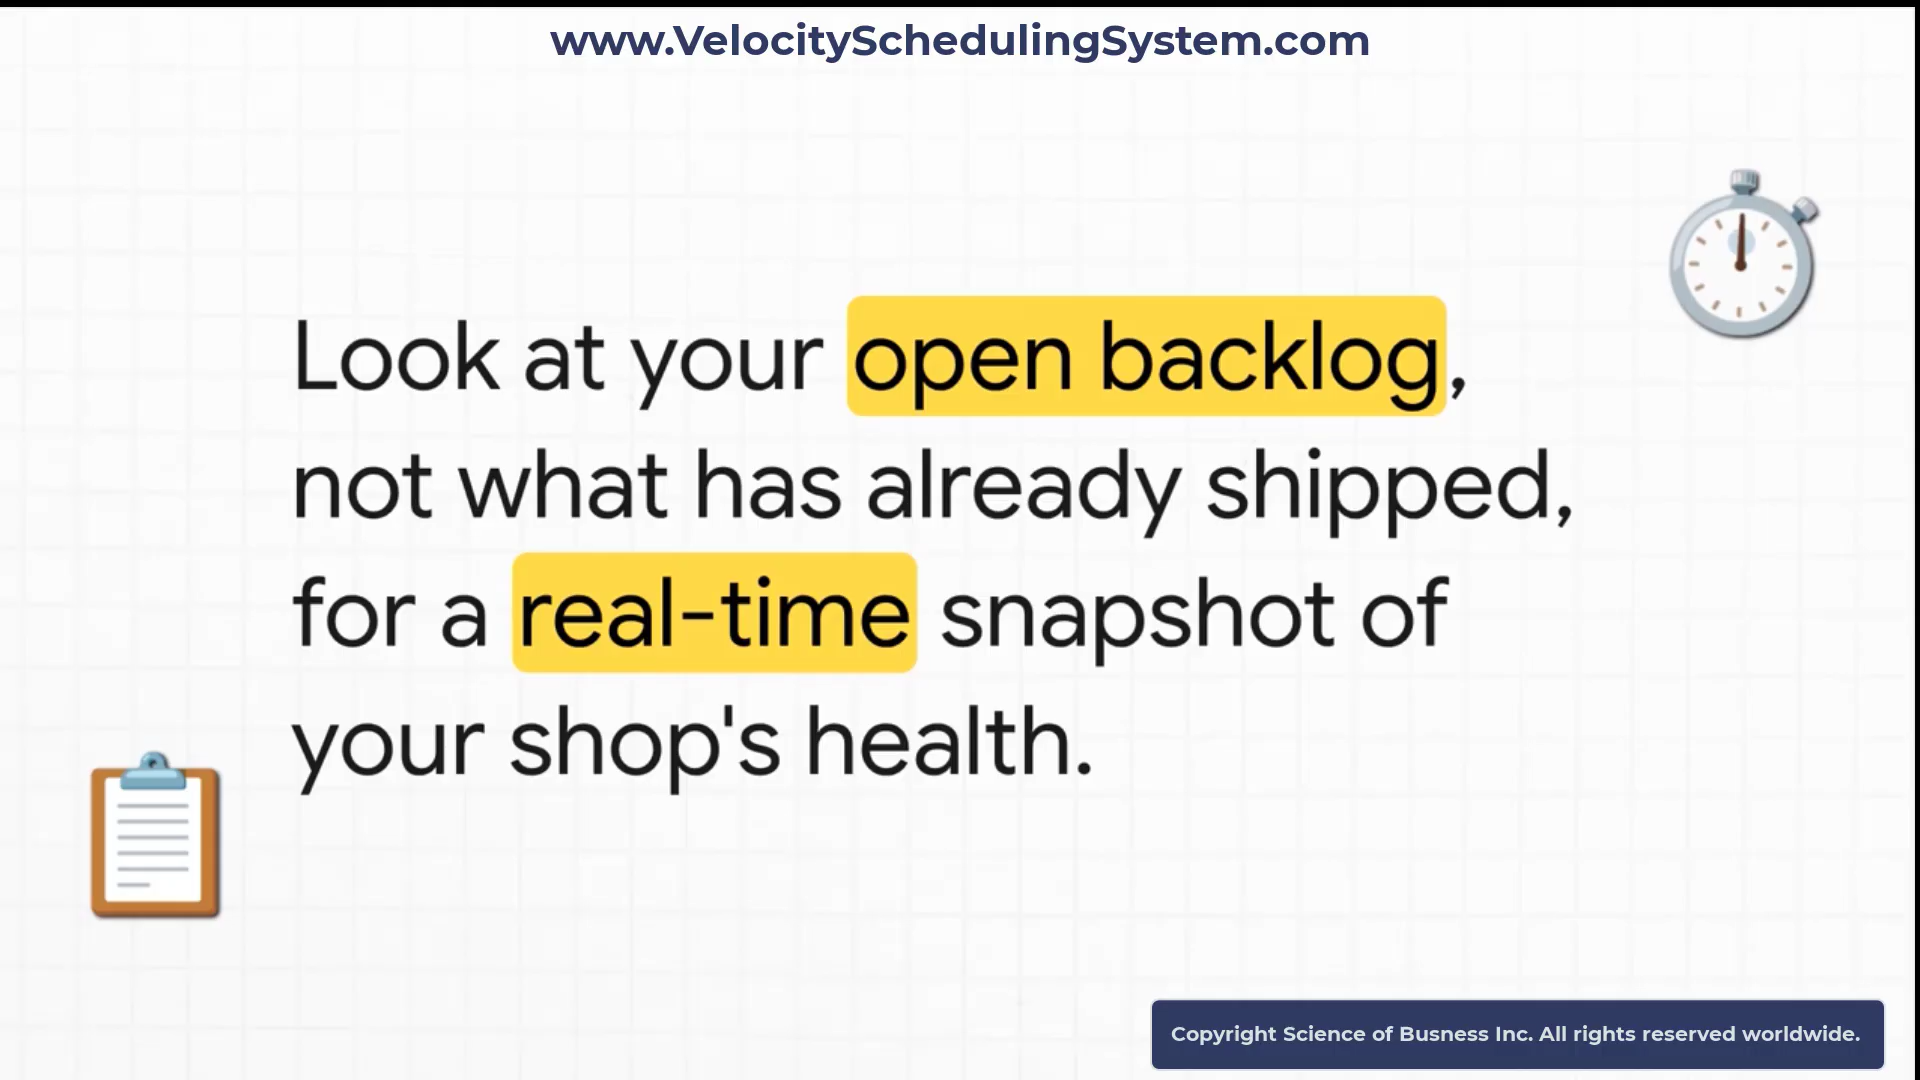 www.VelocitySchedulingSystem.com
Look at your open backlog,
not what has already shipped,
for a real-time snapshot of
your shop's health.
Copyright Science of Busness Inc. All rights reserved worldwide.